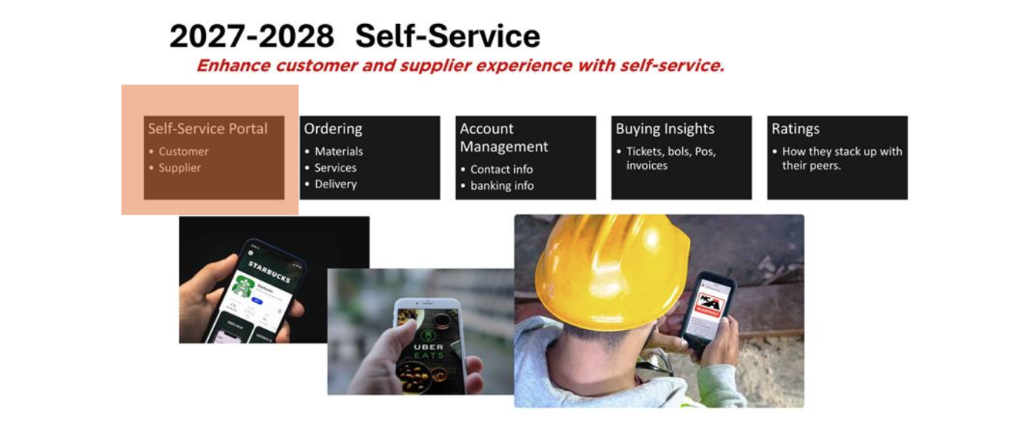 2027-2028 Self-Service
Enhance customer and supplier experience with self-service.
Self-Service Portal
• Customer
• Supplier
Ordering
• Materials
• Services
• Delivery
Account
Management
• Contact info
• banking info
Buying Insights
• Tickets, bols, Pos,
invoices
Ratings
• How they stack up with
their peers.
STARBUCKS
UBER
EATS